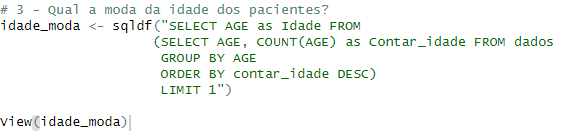 # 3 - Qual a moda da idade dos pacientes?
idade_moda <- sqldf("SELECT AGE as Idade FROM
(SELECT AGE, COUNT(AGE) as Contar_idade FROM dados
GROUP BY AGE
ORDER BY contar_idade DESC)
LIMIT 1")
View(idade_moda)